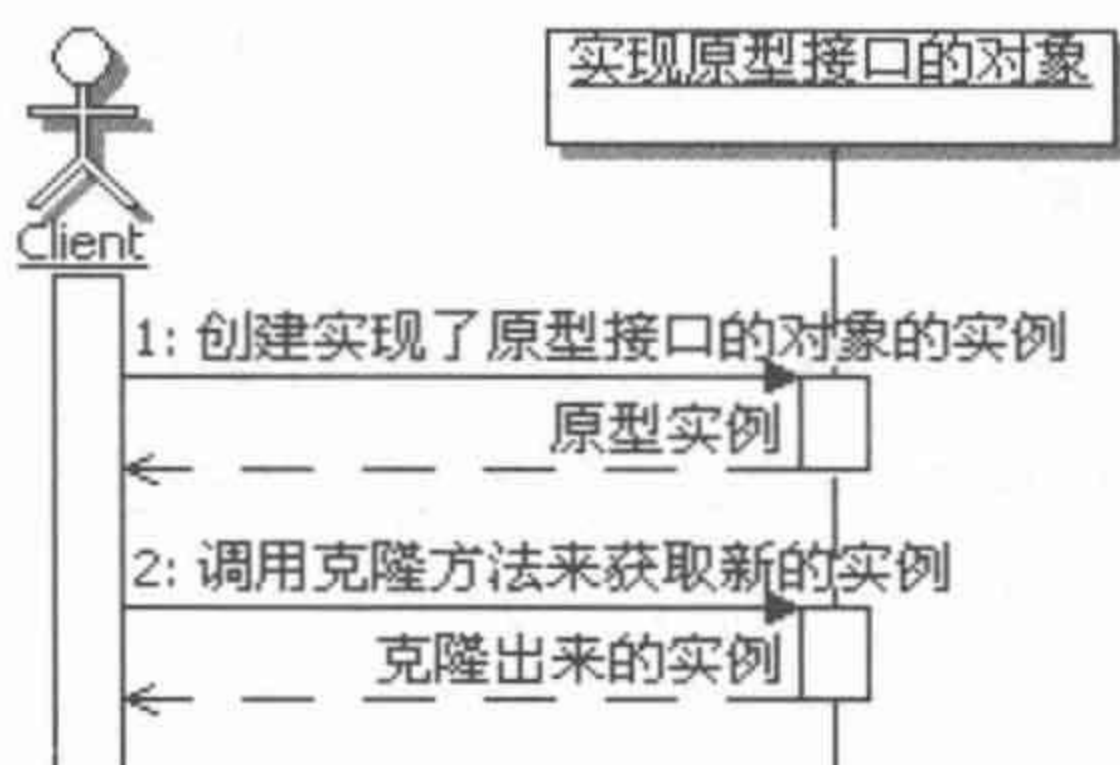 实现原型接口的对象
Client
1: 创建实现了原型接口的对象的实例
原型实例
2: 调用克隆方法来获取新的实例
克隆出来的实例